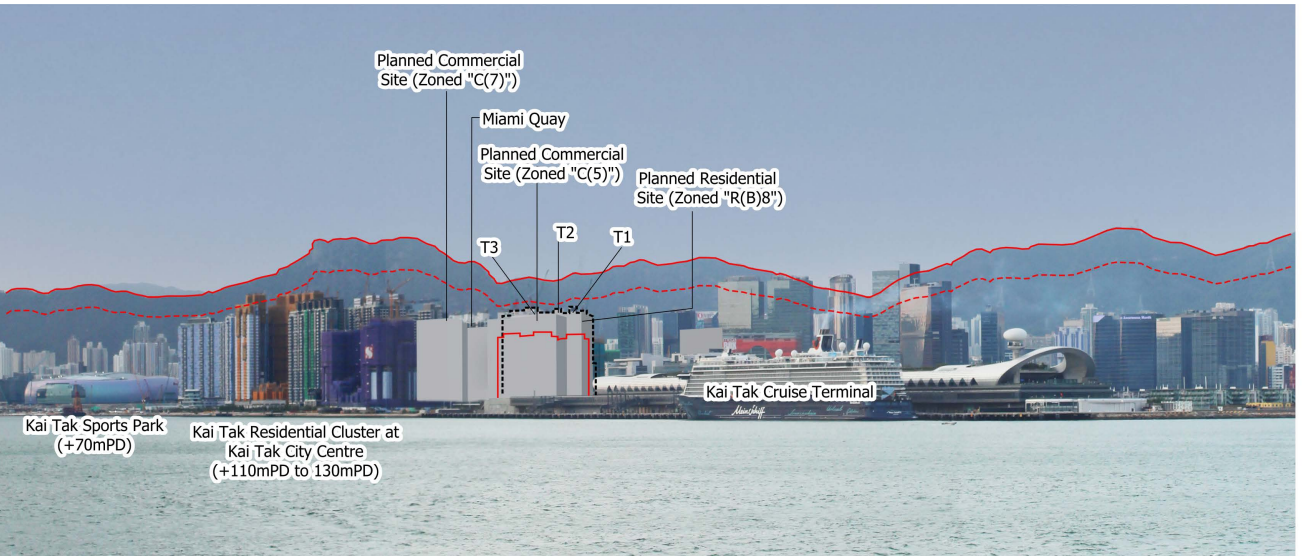 Planned Commercial
Site (Zoned "C(7)")
Miami Quay
Planned Commercial
Site (Zoned "C(5)")
Planned Residential
Site (Zoned "R(B)8")
T3
T2
T1
Kai Tak Cruise Terminal
Mein Schiff
Kai Tak Sports Park
(+70mPD)
Kai Tak Residential Cluster at
Kai Tak City Centre
(+110mPD to 130mPD)